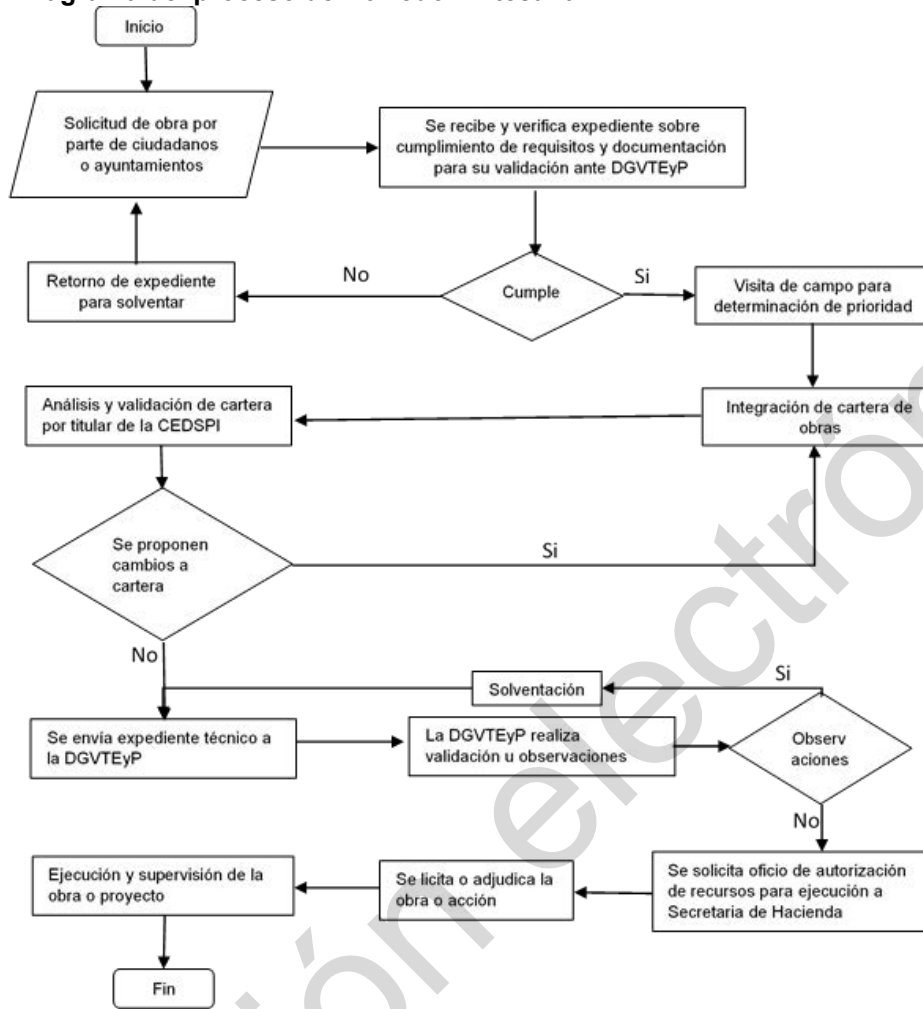 Inicio
Solicitud de obra por
parte de ciudadanos
o ayuntamientos
Se recibe y verifica expediente sobre
cumplimiento de requisitos y documentación
para su validación ante DGVTEyP
Retorno de expediente
para solventar
No
Cumple
Si
Visita de campo para
determinación de prioridad
Análisis y validación de cartera
por titular de la CEDSPI
Integración de cartera de
obras
Se proponen
cambios a
cartera
Si
No
Solventación
Si
Se envía expediente técnico a
la DGVTEyP
La DGVTEyP realiza
validación u observaciones
Observ
aciones
No
Ejecución y supervisión de la
obra o proyecto
Se licita o adjudica la
obra o acción
Se solicita oficio de autorización
de recursos para ejecución a
Secretaria de Hacienda
Fin